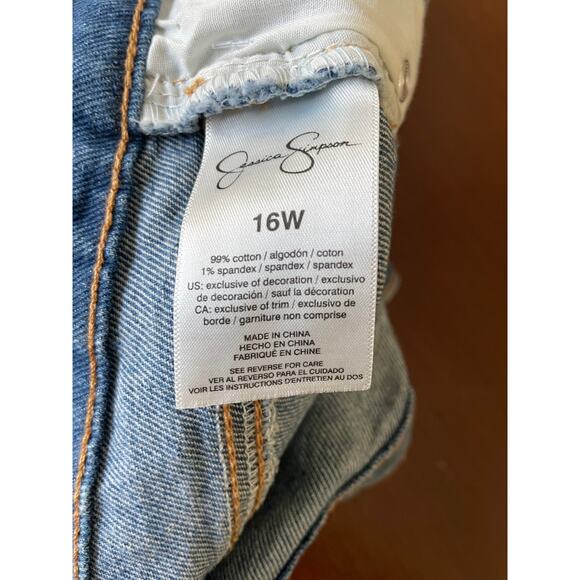 Jessica Simpson
16W
99% cotton / algodón / coton
1% spandex / spandex / spandex
US: exclusive of decoration / exclusivo
de decoración / sauf la décoration
CA: exclusive of trim / exclusivo de
borde / garniture non comprise
MADE IN CHINA
HECHO EN CHINA
FABRIQUÉ EN CHINE
SEE REVERSE FOR CARE
VER AL REVERSO PARA EL CUIDADO
VOIR LES INSTRUCTIONS D'ENTRETIEN AU DOS